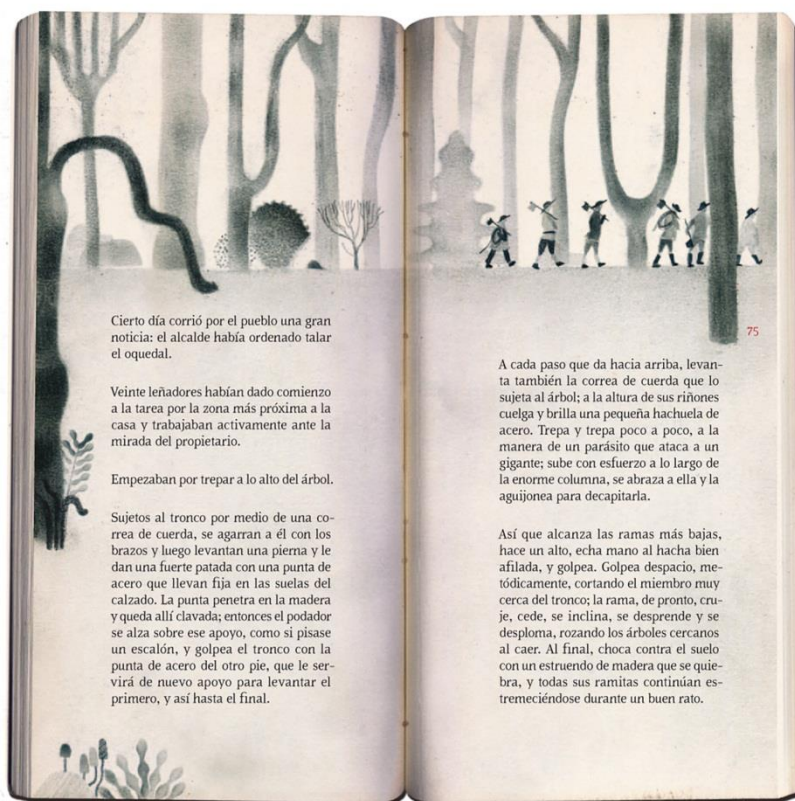 Cierto día corrió por el pueblo una gran
noticia: el alcalde había ordenado talar
el oquedal.
Veinte leñadores habían dado comienzo
a la tarea por la zona más próxima a la
casa y trabajaban activamente ante la
mirada del propietario.
Empezaban por trepar a lo alto del árbol.
Sujetos al tronco por medio de una co-
rrea de cuerda, se agarran a él con los
brazos y luego levantan una pierna y le
dan una fuerte patada con una punta de
acero que llevan fija en las suelas del
calzado. La punta penetra en la madera
y queda allí clavada; entonces el podador
se alza sobre ese apoyo, como si pisase
un escalón, y golpea el tronco con la
punta de acero del otro pie, que le ser-
virá de nuevo apoyo para levantar el
primero, y así hasta el final.
75
A cada paso que da hacia arriba, levan-
ta también la correa de cuerda que lo
sujeta al árbol; a la altura de sus riñones
cuelga y brilla una pequeña hachuela de
acero. Trepa y trepa poco a poco, a la
manera de un parásito que ataca a un
gigante; sube con esfuerzo a lo largo de
la enorme columna, se abraza a ella y la
aguijonea para decapitarla.
Así que alcanza las ramas más bajas,
hace un alto, echa mano al hacha bien
afilada, y golpea. Golpea despacio, me-
tódicamente, cortando el miembro muy
cerca del tronco; la rama, de pronto, cru-
je, cede, se inclina, se desprende y se
desploma, rozando los árboles cercanos
al caer. Al final, choca contra el suelo
con un estruendo de madera que se quie-
bra, y todas sus ramitas continúan es-
tremeciéndose durante un buen rato.